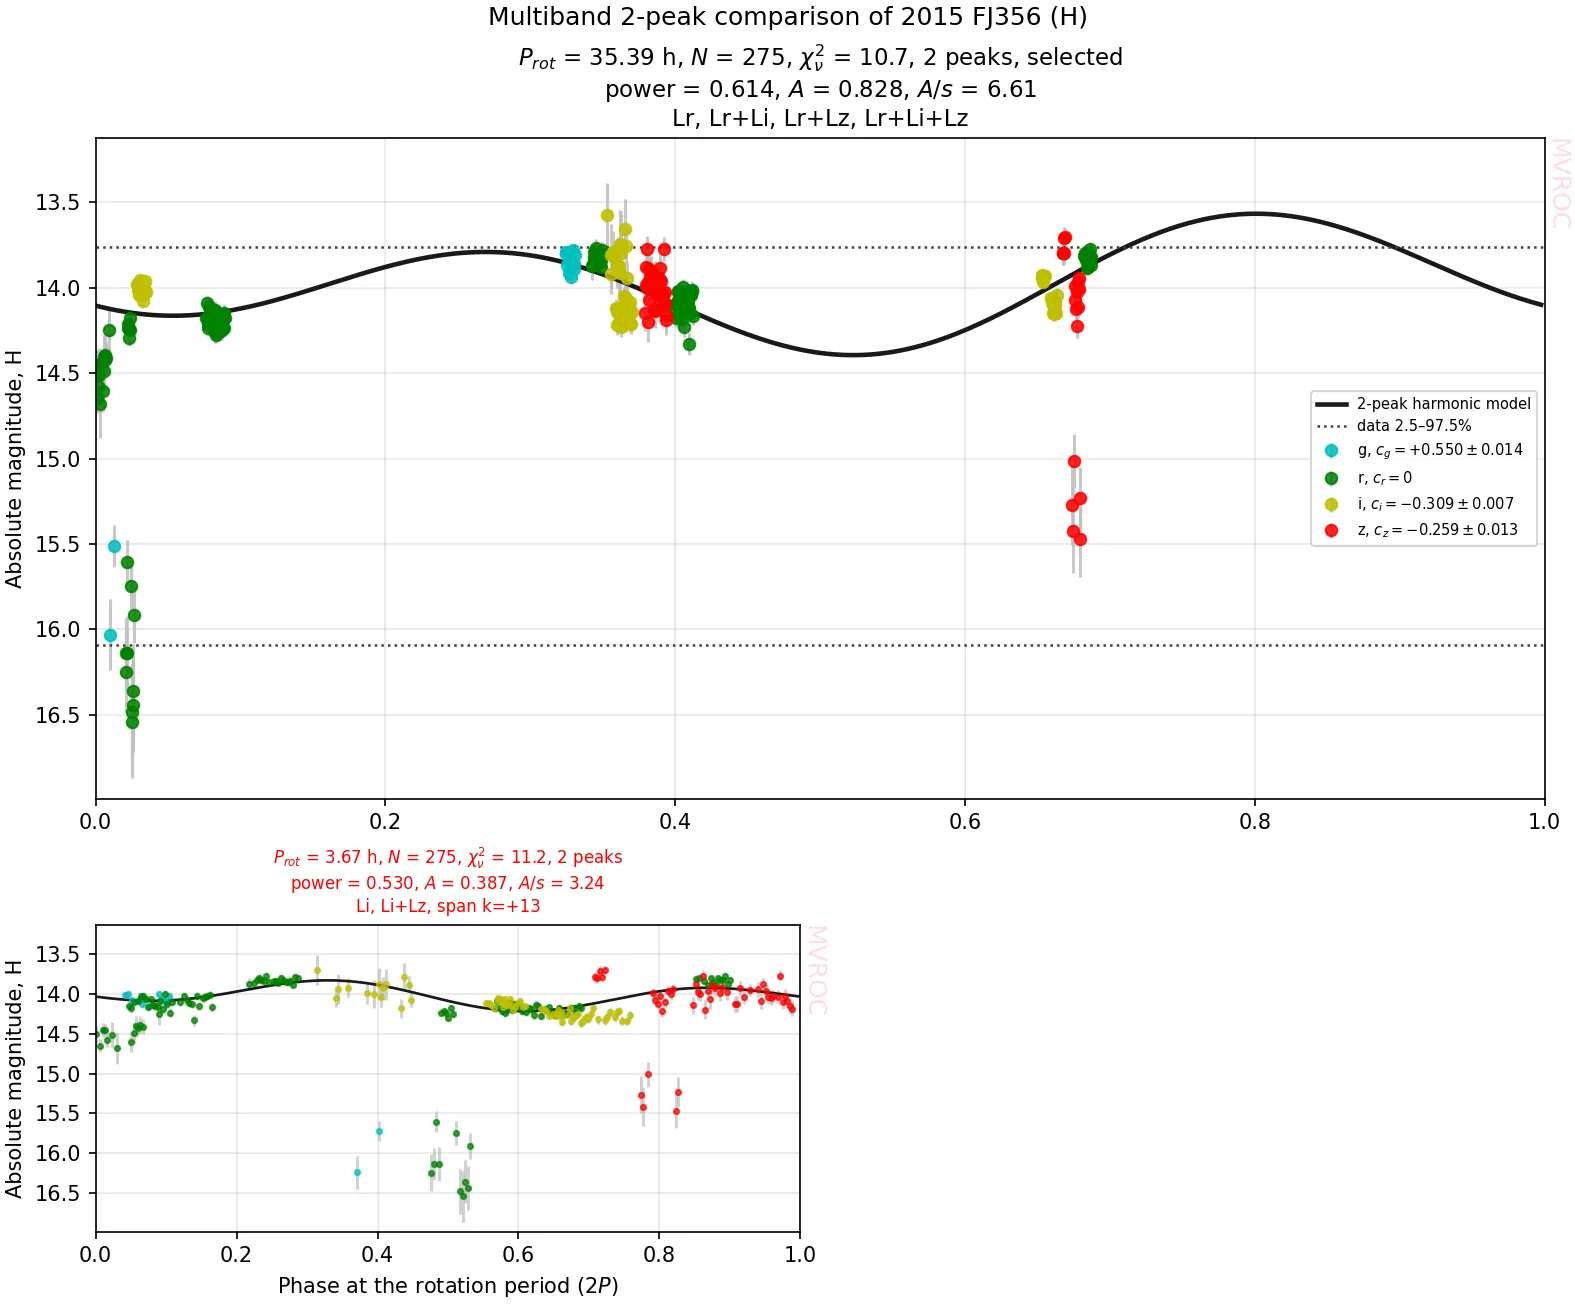 Multiband 2-peak comparison of 2015 FJ356 (H)
P_rot = 35.39 h, N = 275, χ²_ν = 10.7, 2 peaks, selected
power = 0.614, A = 0.828, A/s = 6.61
Lr, Lr+Li, Lr+Lz, Lr+Li+Lz
MVROC
Absolute magnitude, H
13.5
14.0
14.5
15.0
15.5
16.0
16.5
2-peak harmonic model
data 2.5–97.5%
g, c_g = +0.550 ± 0.014
r, c_r = 0
i, c_i = −0.309 ± 0.007
z, c_z = −0.259 ± 0.013
0.0 0.2 0.4 0.6 0.8 1.0
P_rot = 3.67 h, N = 275, χ²_ν = 11.2, 2 peaks
power = 0.530, A = 0.387, A/s = 3.24
Li, Li+Lz, span k=+13
MVROC
Absolute magnitude, H
13.5
14.0
14.5
15.0
15.5
16.0
16.5
0.0 0.2 0.4 0.6 0.8 1.0
Phase at the rotation period (2P)